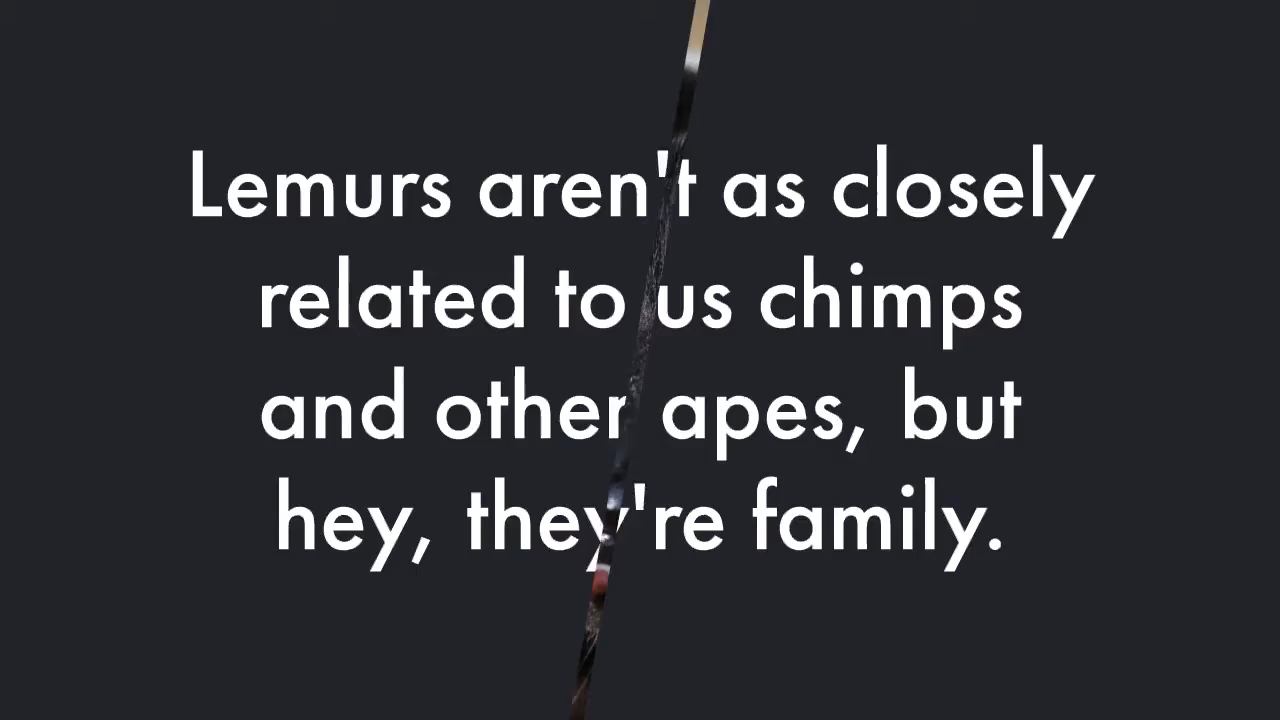 Lemurs aren't as closely
related to us chimps
and other apes, but
hey, they're family.